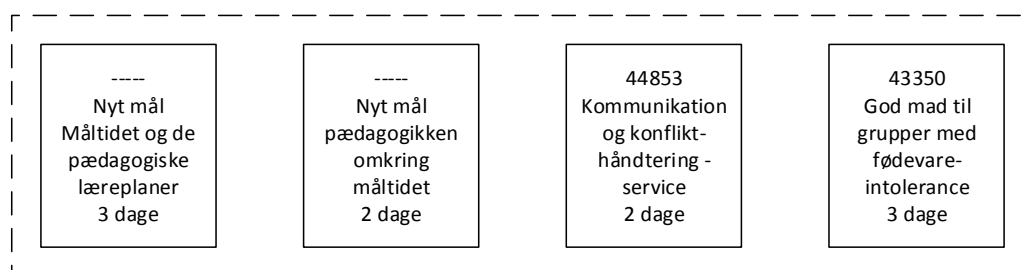 -----
Nyt mål
Måltidet og de
pædagogiske
læreplaner
3 dage
-----
Nyt mål
pædagogikken
omkring
måltidet
2 dage
44853
Kommunikation
og konflikt-
håndtering -
service
2 dage
43350
God mad til
grupper med
fødevare-
intolerance
3 dage